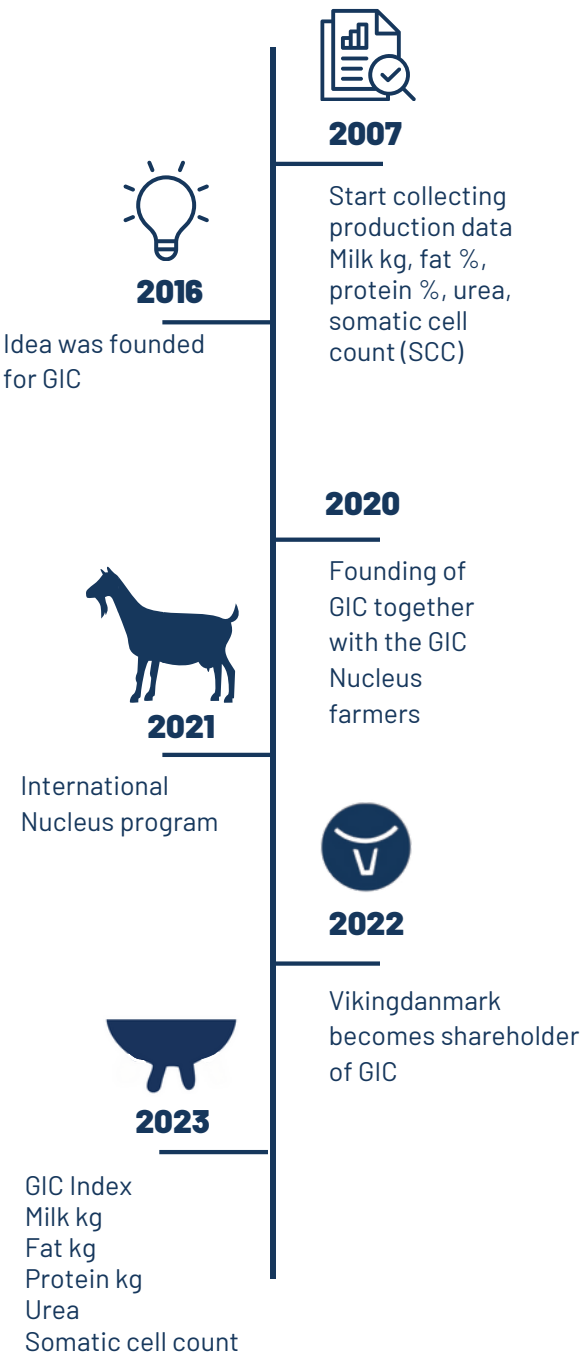 2007
Start collecting
production data
Milk kg, fat %,
protein %, urea,
somatic cell
count (SCC)
2016
Idea was founded
for GIC
2020
Founding of
GIC together
with the GIC
Nucleus
farmers
2021
International
Nucleus program
2022
Vikingdanmark
becomes shareholder
of GIC
2023
GIC Index
Milk kg
Fat kg
Protein kg
Urea
Somatic cell count